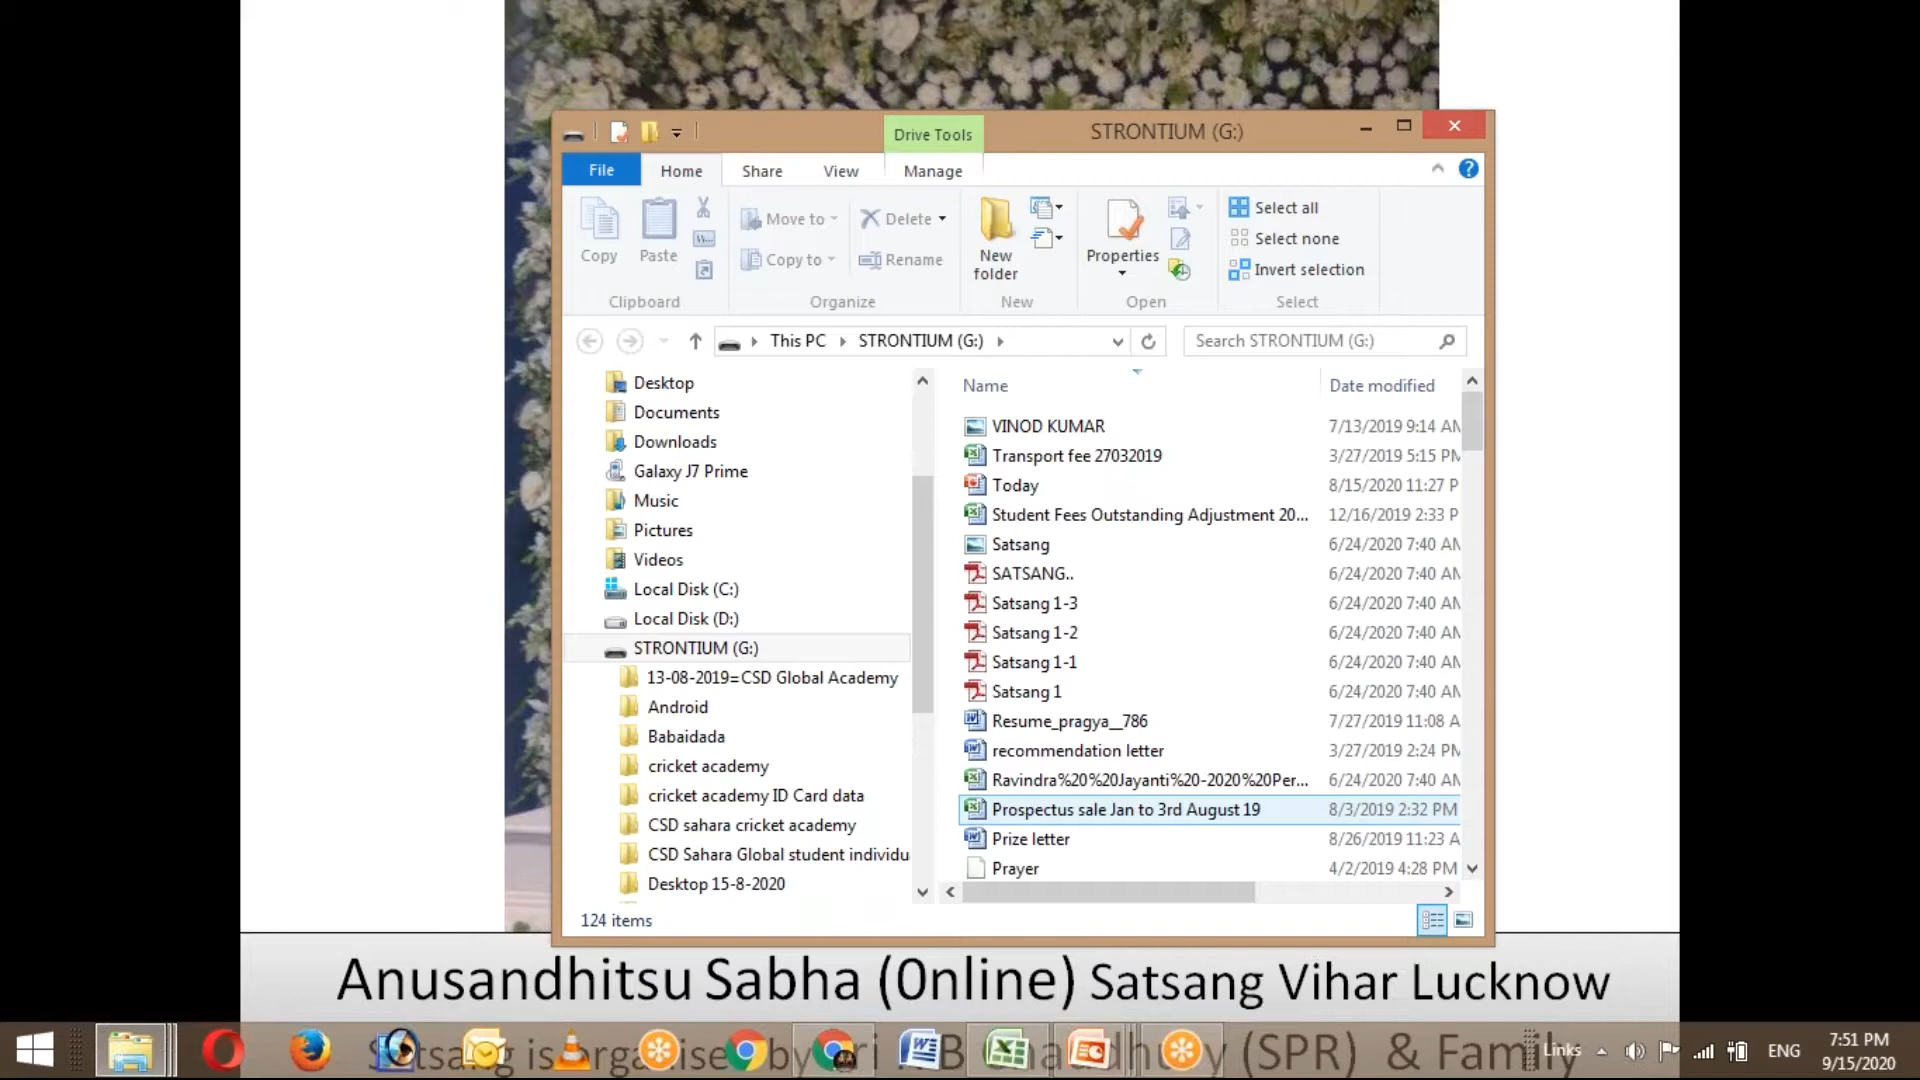 Drive Tools
STRONTIUM (G:)
File
Home
Share
View
Manage
Copy
Paste
Move to
Copy to
Delete
Rename
New folder
Properties
Select all
Select none
Invert selection
Clipboard
Organize
New
Open
Select
This PC
STRONTIUM (G:)
Search STRONTIUM (G:)
Desktop
Documents
Downloads
Galaxy J7 Prime
Music
Pictures
Videos
Local Disk (C:)
Local Disk (D:)
STRONTIUM (G:)
13-08-2019=CSD Global Academy
Android
Babaidada
cricket academy
cricket academy ID Card data
CSD sahara cricket academy
CSD Sahara Global student individu
Desktop 15-8-2020
Name Date modified
VINOD KUMAR 7/13/2019 9:14 AM
Transport fee 27032019 3/27/2019 5:15 PM
Today 8/15/2020 11:27 P
Student Fees Outstanding Adjustment 20... 12/16/2019 2:33 P
Satsang 6/24/2020 7:40 AM
SATSANG.. 6/24/2020 7:40 AM
Satsang 1-3 6/24/2020 7:40 AM
Satsang 1-2 6/24/2020 7:40 AM
Satsang 1-1 6/24/2020 7:40 AM
Satsang 1 6/24/2020 7:40 AM
Resume_pragya__786 7/27/2019 11:08 A
recommendation letter 3/27/2019 2:24 PM
Ravindra%20%20Jayanti%20-2020%20Per... 6/24/2020 7:40 AM
Prospectus sale Jan to 3rd August 19 8/3/2019 2:32 PM
Prize letter 8/26/2019 11:23 A
Prayer 4/2/2019 4:28 PM
124 items
Anusandhitsu Sabha (0nline) Satsang Vihar Lucknow
Satsang is by (SPR) & Family
Links
ENG
7:51 PM
9/15/2020